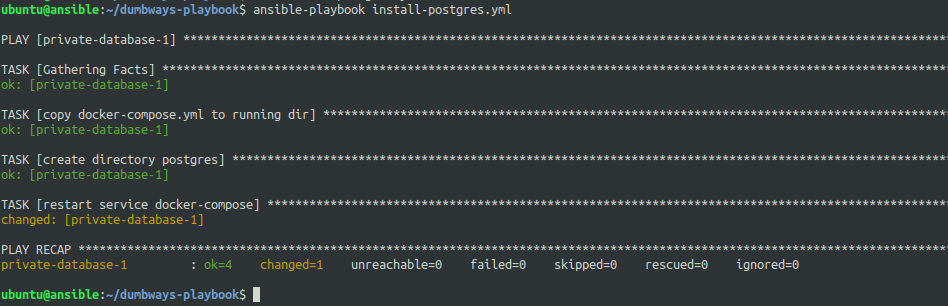 ubuntu@ansible:~/dumbways-playbook$ ansible-playbook install-postgres.yml
PLAY [private-database-1] **************************************************************************************************************
TASK [Gathering Facts] *****************************************************************************************************************
ok: [private-database-1]
TASK [copy docker-compose.yml to running dir] ******************************************************************************************
ok: [private-database-1]
TASK [create directory postgres] *******************************************************************************************************
ok: [private-database-1]
TASK [restart service docker-compose] **************************************************************************************************
changed: [private-database-1]
PLAY RECAP *****************************************************************************************************************************
private-database-1         : ok=4    changed=1    unreachable=0    failed=0    skipped=0    rescued=0    ignored=0
ubuntu@ansible:~/dumbways-playbook$